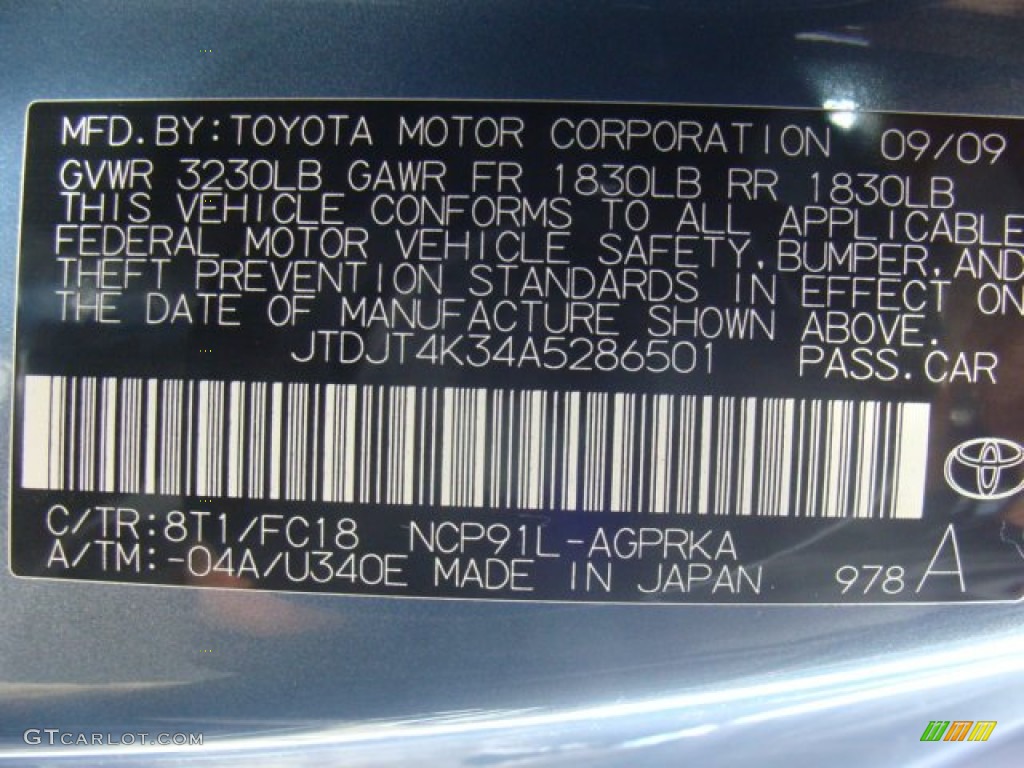 MFD. BY: TOYOTA MOTOR CORPORATION 09/09
GVWR 3230LB GAWR FR 1830LB RR 1830LB
THIS VEHICLE CONFORMS TO ALL APPLICABLE
FEDERAL MOTOR VEHICLE SAFETY, BUMPER, AND
THEFT PREVENTION STANDARDS IN EFFECT ON
THE DATE OF MANUFACTURE SHOWN ABOVE.
JTDJT4K34A5286501 PASS. CAR
C/TR: 8T1/FC18 NCP91L-AGPRKA
A/TM: -04A/U340E MADE IN JAPAN 978 A
GTCARLOT.COM